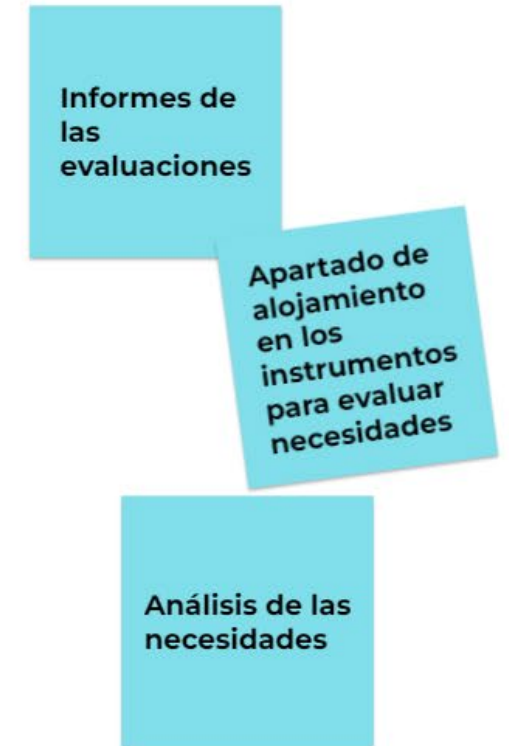 Informes de
las
evaluaciones
Apartado de
alojamiento
en los
instrumentos
para evaluar
necesidades
Análisis de las
necesidades